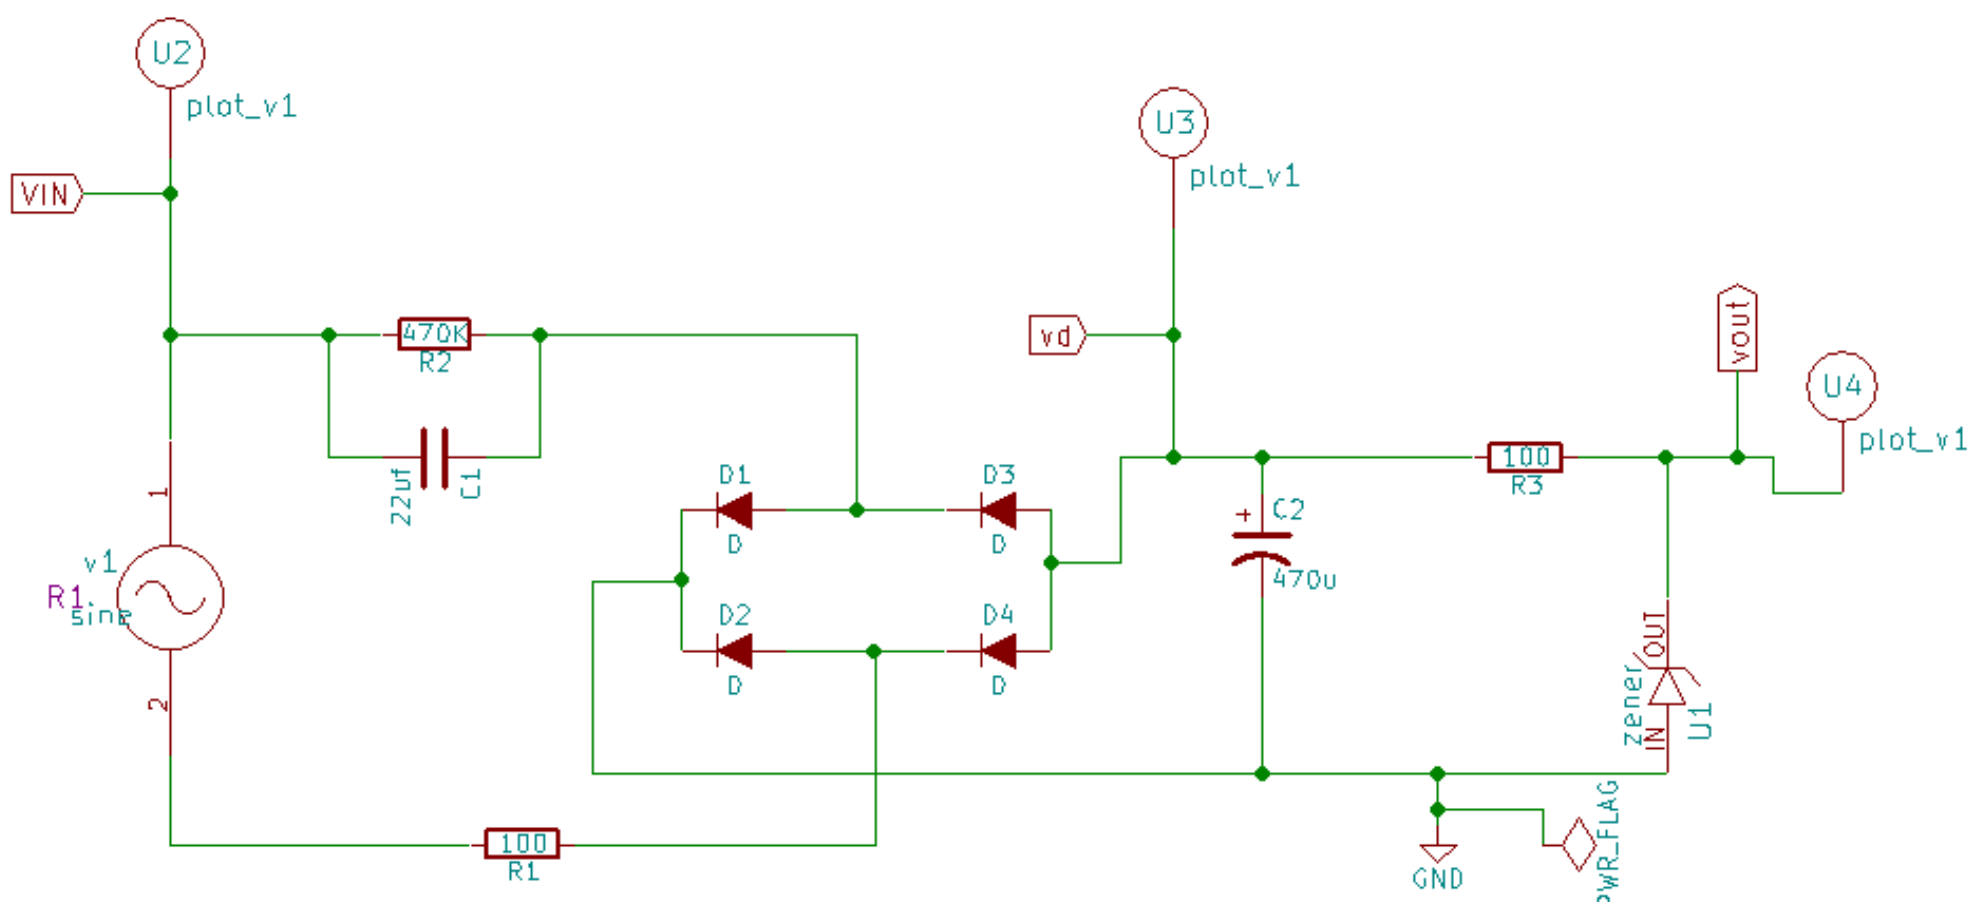 U2
plot_v1
VIN
U3
plot_v1
vd
vout
U4
plot_v1
470K
R2
22uf
C1
1
v1
R1
sine
2
D1
D
D3
D
D2
D
D4
D
+
C2
470u
100
R3
OUT
zener
IN
U1
100
R1
GND
PWR_FLAG